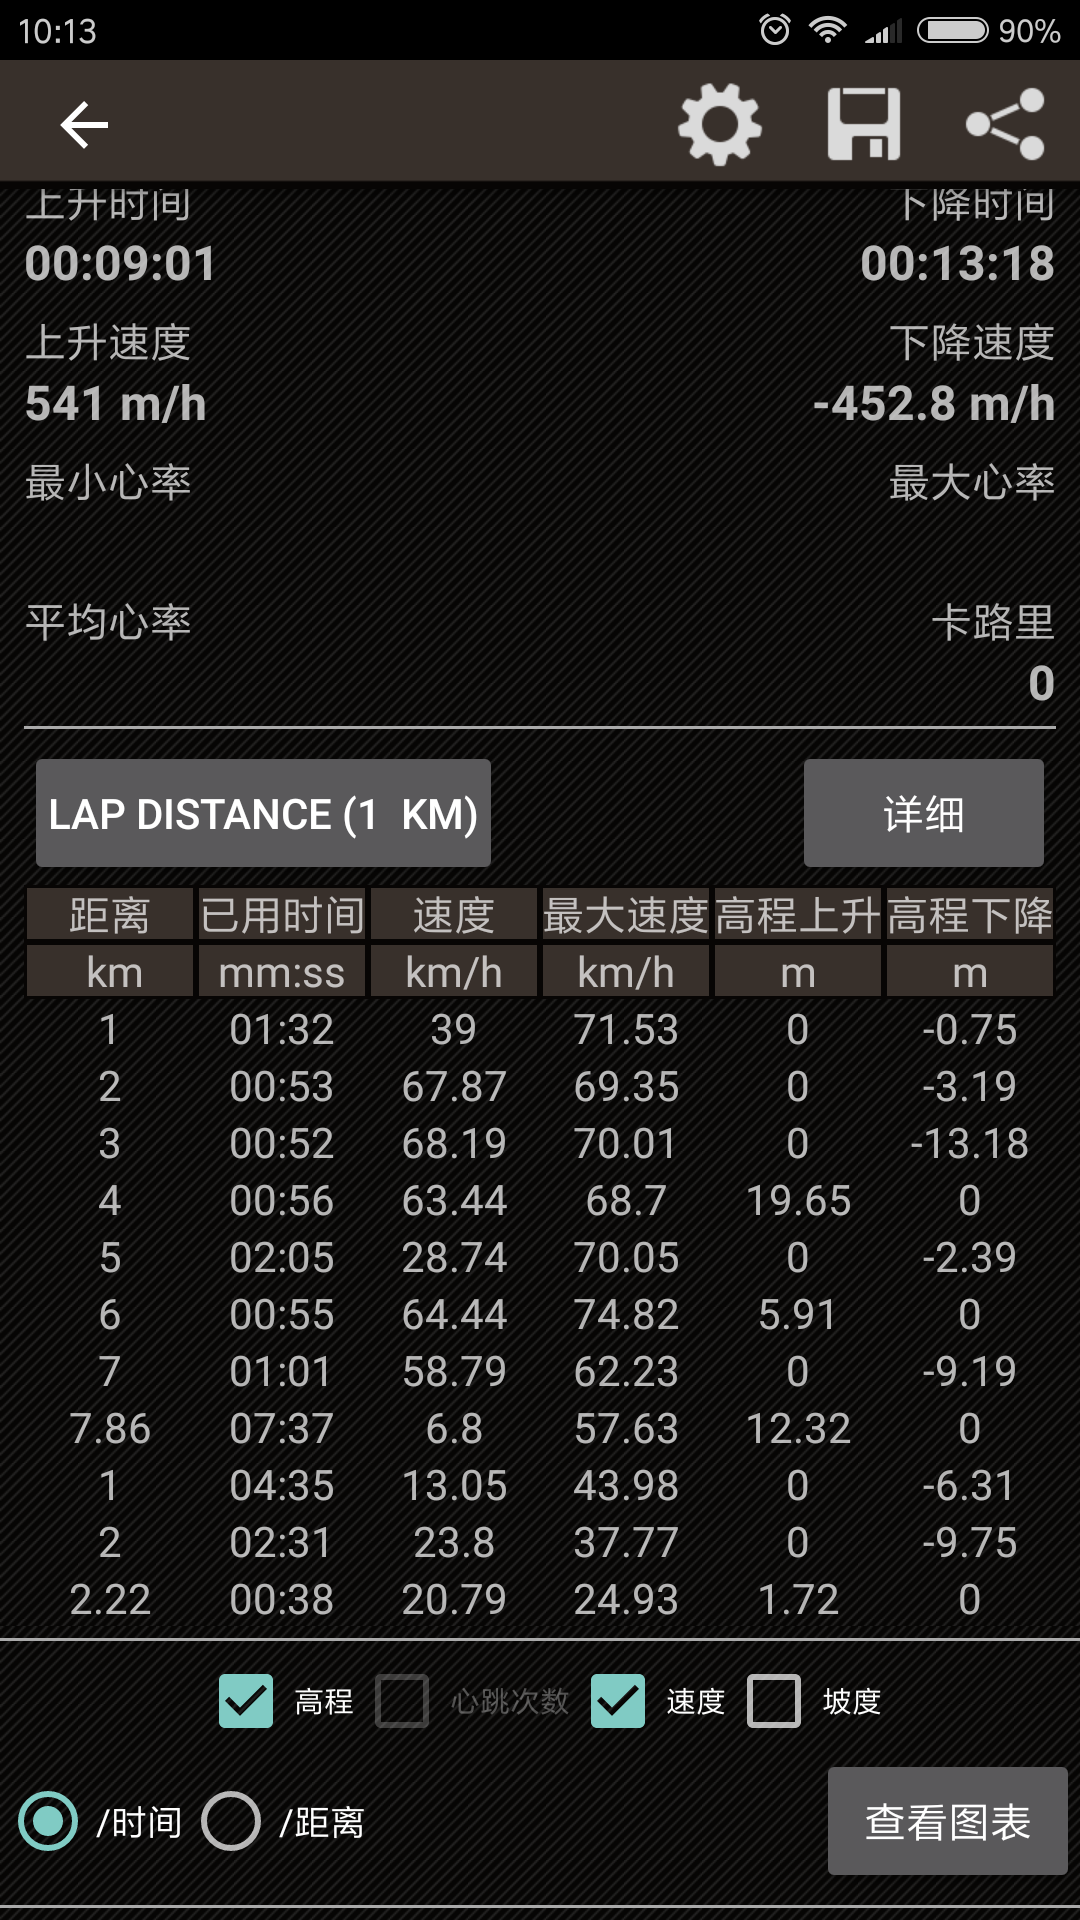 10:13 90%
上升时间 下降时间
00:09:01 00:13:18
上升速度 下降速度
541 m/h -452.8 m/h
最小心率 最大心率
平均心率 卡路里
0
LAP DISTANCE (1 KM) 详细
距离 已用时间 速度 最大速度 高程上升 高程下降
km mm:ss km/h km/h m m
1 01:32 39 71.53 0 -0.75
2 00:53 67.87 69.35 0 -3.19
3 00:52 68.19 70.01 0 -13.18
4 00:56 63.44 68.7 19.65 0
5 02:05 28.74 70.05 0 -2.39
6 00:55 64.44 74.82 5.91 0
7 01:01 58.79 62.23 0 -9.19
7.86 07:37 6.8 57.63 12.32 0
1 04:35 13.05 43.98 0 -6.31
2 02:31 23.8 37.77 0 -9.75
2.22 00:38 20.79 24.93 1.72 0
高程 心跳次数 速度 坡度
/时间 /距离 查看图表